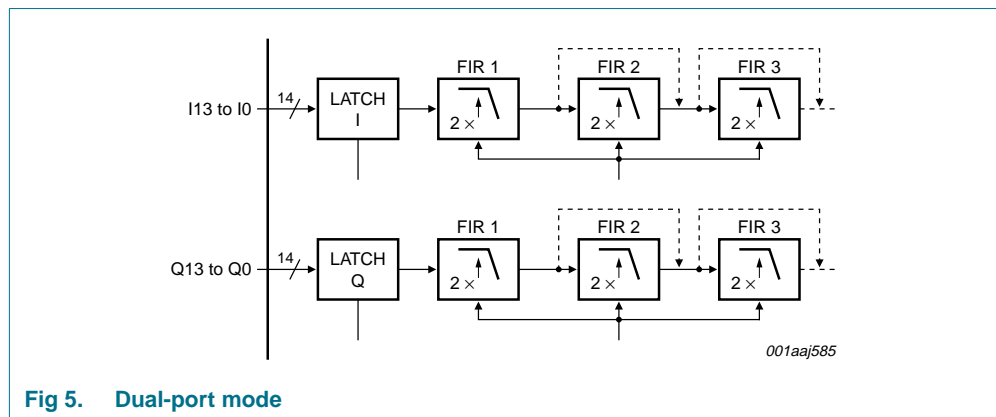 FIR 1 FIR 2 FIR 3
I13 to I0 14 LATCH I 2 × 2 × 2 ×
FIR 1 FIR 2 FIR 3
Q13 to Q0 14 LATCH Q 2 × 2 × 2 ×
001aaj585
Fig 5. Dual-port mode